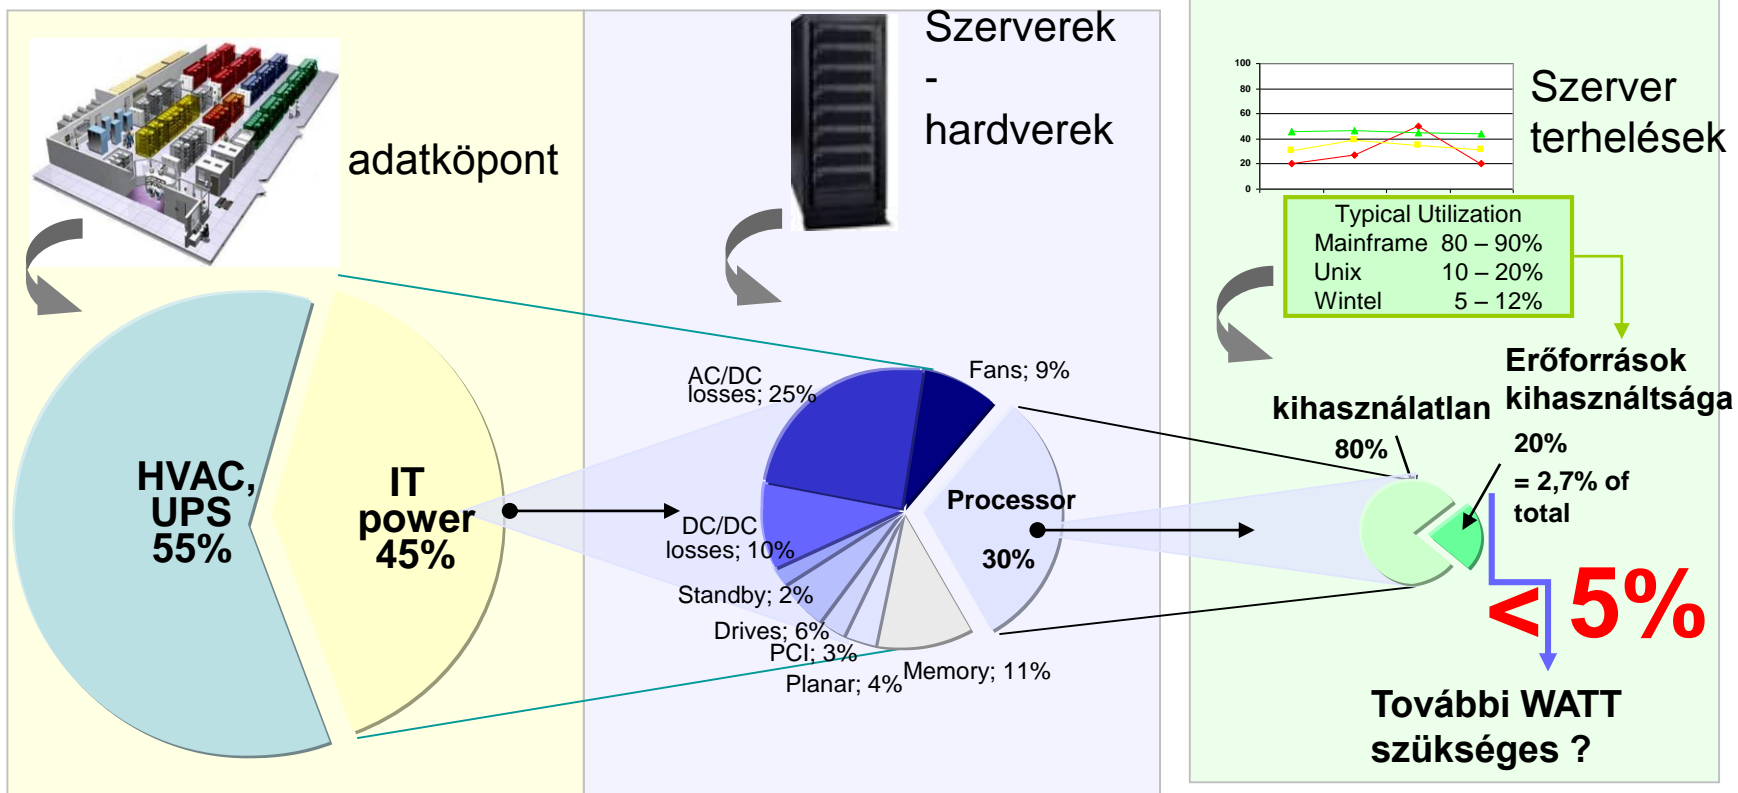 adatköpont
HVAC,
UPS
55%
IT
power
45%
Szerverek
-
hardverek
AC/DC
losses; 25%
Fans; 9%
DC/DC
losses; 10%
Standby; 2%
Drives; 6%
PCI; 3%
Planar; 4%
Memory; 11%
Processor
30%
Szerver
terhelések
100
80
60
40
20
0
Typical Utilization
Mainframe 80 – 90%
Unix 10 – 20%
Wintel 5 – 12%
Erőforrások
kihasználtsága
kihasználatlan
80%
20%
= 2,7% of
total
< 5%
További WATT
szükséges ?